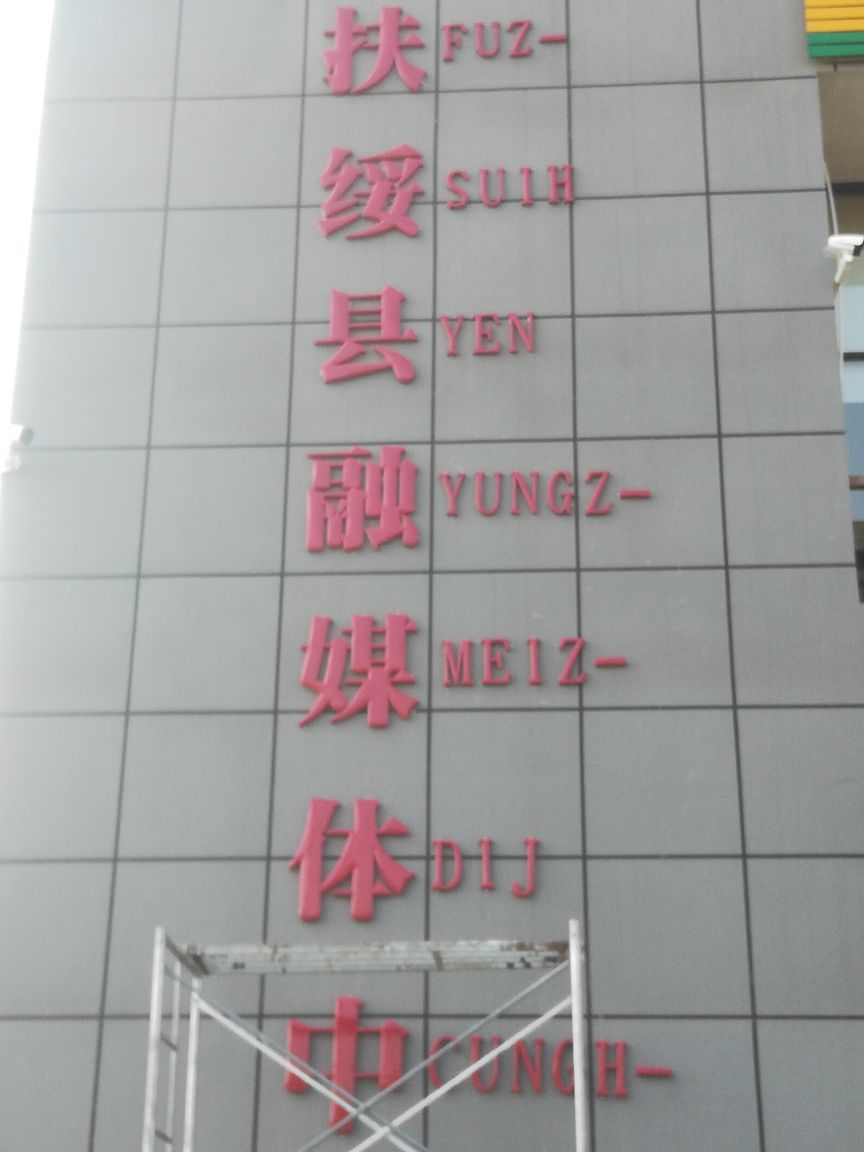 扶 FUZ-
绥 SUIH
县 YEN
融 YUNGZ-
媒 MEIZ-
体 DIJ
中 CUNGH-